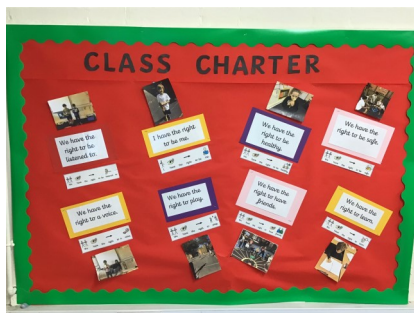 CLASS CHARTER
We have the
right to be
listened to.
I have the right
to be me.
We have the
right to be
healthy.
We have the
right to be safe.
We have the
right to a voice.
We have the
right to play.
We have the
right to have
friends.
We have the
right to learn.